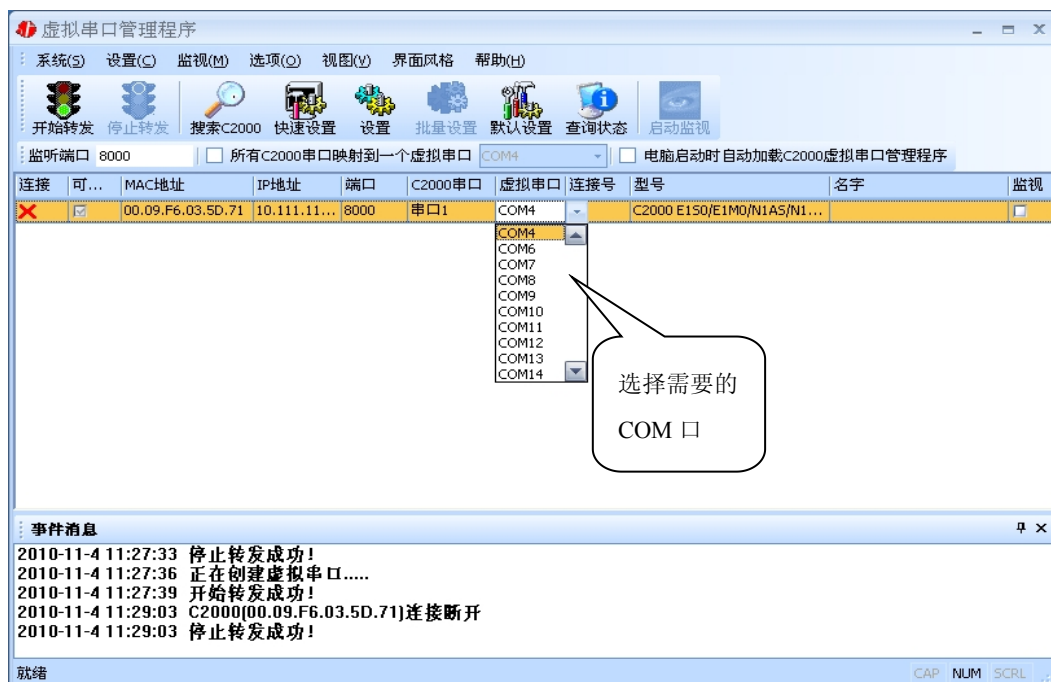 虚拟串口管理程序
系统(S) 设置(C) 监视(M) 选项(O) 视图(V) 界面风格 帮助(H)
开始转发 停止转发 搜索C2000 快速设置 设置 批量设置 默认设置 查询状态 启动监视
监听端口 8000 所有C2000串口映射到一个虚拟串口 COM4 电脑启动时自动加载C2000虚拟串口管理程序
连接 可... MAC地址 IP地址 端口 C2000串口 虚拟串口 连接号 型号 名字 监视
00.09.F6.03.5D.71 10.111.11... 8000 串口1 COM4 C2000 E1S0/E1M0/N1AS/N1...
COM4
COM6
COM7
COM8
COM9
COM10
COM11
COM12
COM13
COM14
选择需要的
COM 口
事件消息
2010-11-4 11:27:33 停止转发成功!
2010-11-4 11:27:36 正在创建虚拟串口.....
2010-11-4 11:27:39 开始转发成功!
2010-11-4 11:29:03 C2000(00.09.F6.03.5D.71)连接断开
2010-11-4 11:29:03 停止转发成功!
就绪 CAP NUM SCRL